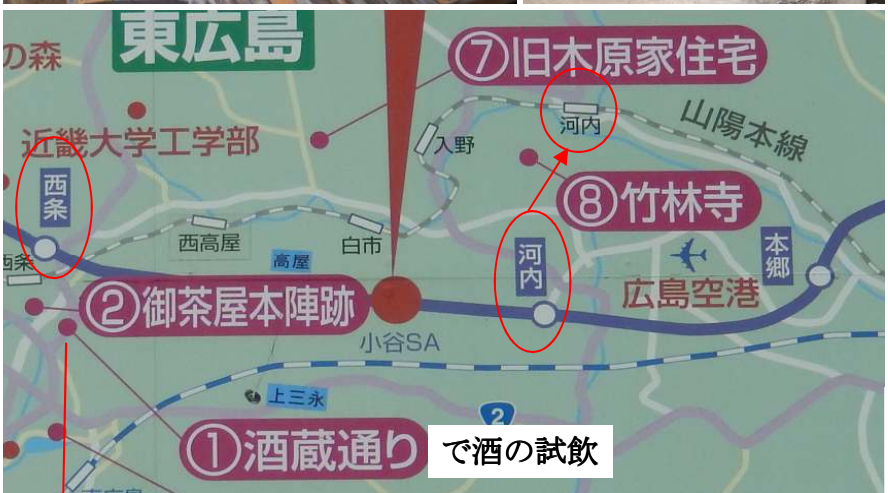 東広島
の森
⑦旧木原家住宅
近畿大学工学部
入野
河内
山陽本線
西条
西高屋
白市
⑧竹林寺
西条
高屋
河内
本郷
②御茶屋本陣跡
広島空港
小谷SA
上三永
2
①酒蔵通り
で酒の試飲